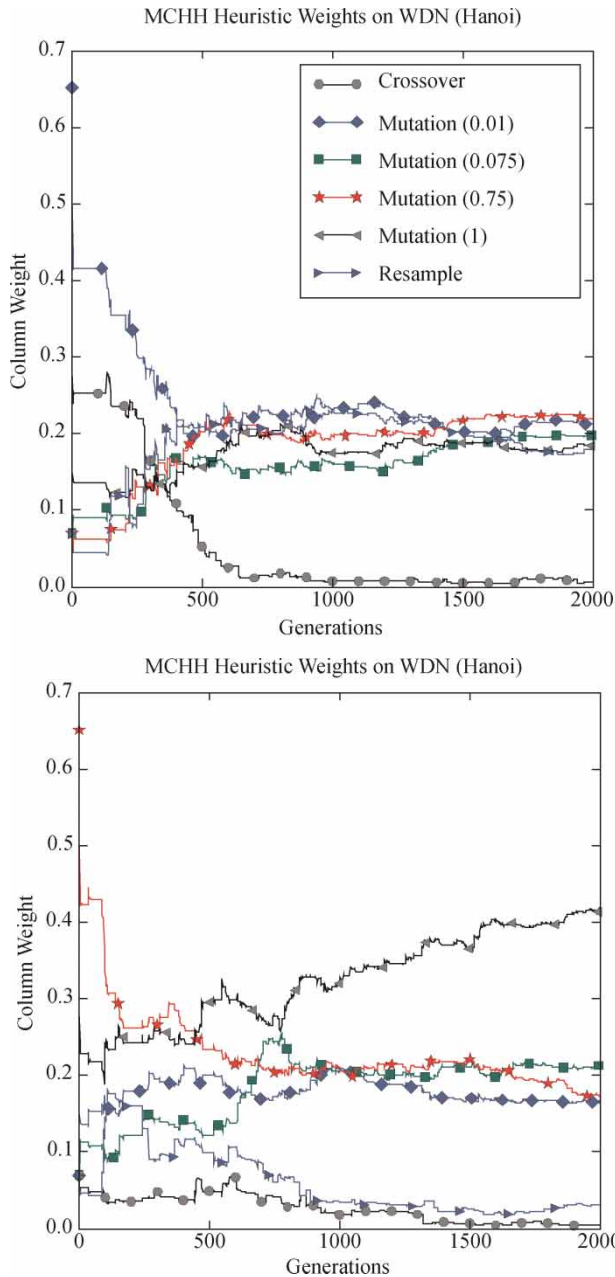 MCHH Heuristic Weights on WDN (Hanoi)
0.7
0.6
0.5
0.4
0.3
0.2
0.1
0.0
Column Weight
Crossover
Mutation (0.01)
Mutation (0.075)
Mutation (0.75)
Mutation (1)
Resample
0
500
1000
1500
2000
Generations
MCHH Heuristic Weights on WDN (Hanoi)
0.7
0.6
0.5
0.4
0.3
0.2
0.1
0.0
Column Weight
0
500
1000
1500
2000
Generations